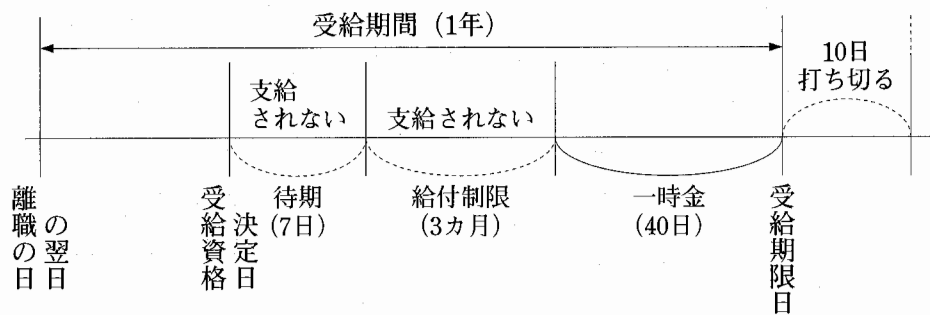 受給期間（1年）
10日
打ち切る
支給
されない
支給されない
離職の日
の翌日
受給資格
決定日
待期
(7日)
給付制限
(3カ月)
一時金
(40日)
受給期限日